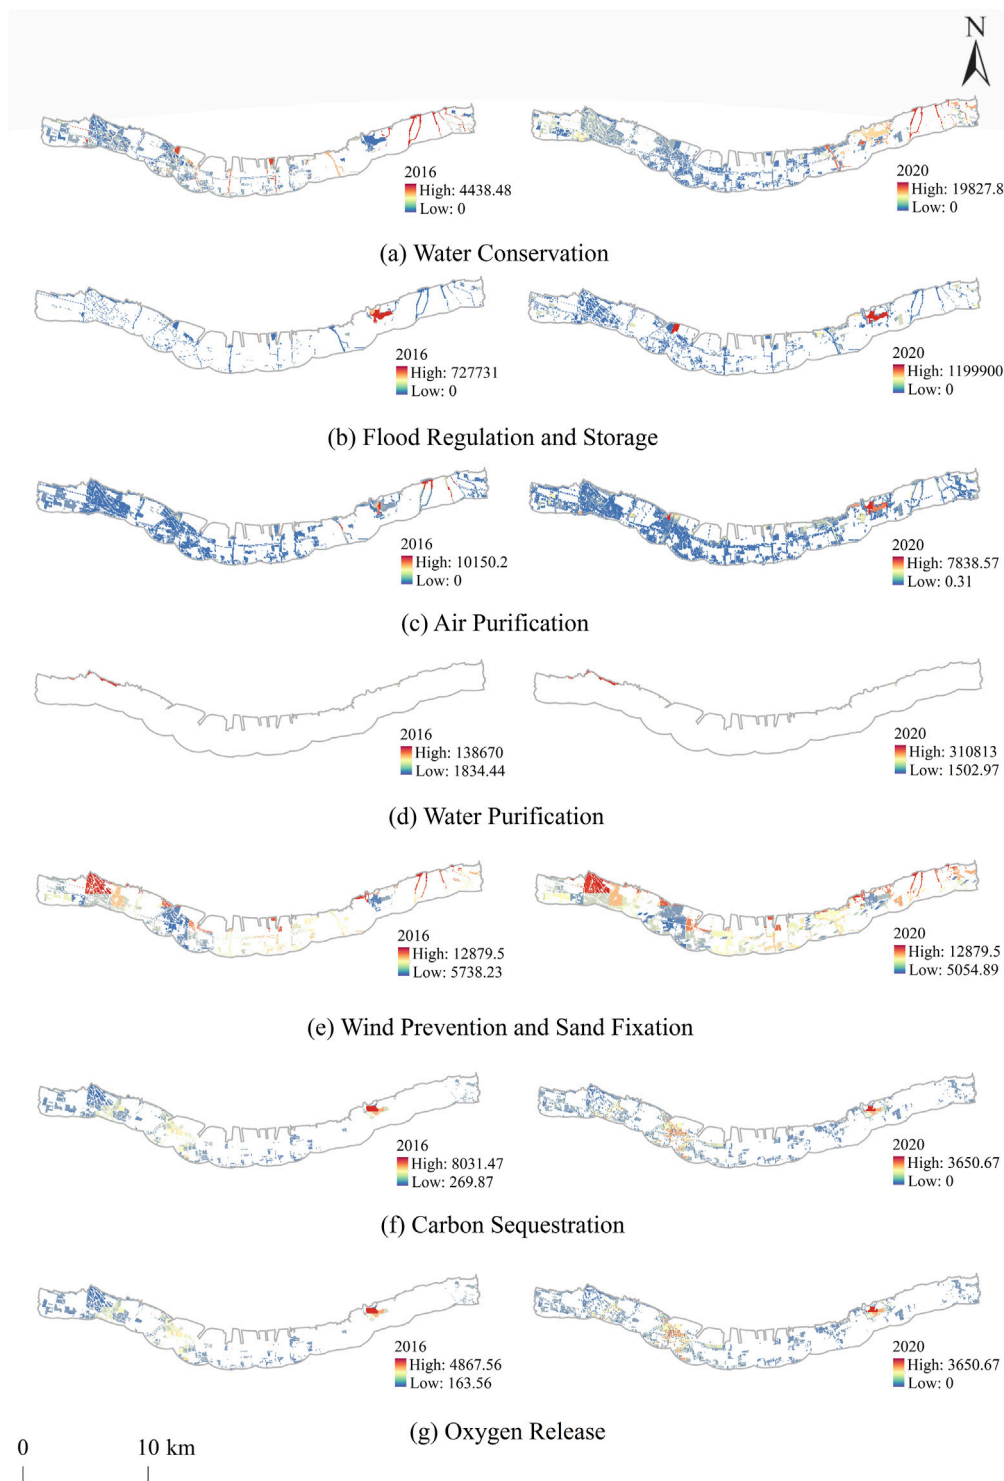 N
2016
High: 4438.48
Low: 0
2020
High: 19827.8
Low: 0
(a) Water Conservation
2016
High: 727731
Low: 0
2020
High: 1199900
Low: 0
(b) Flood Regulation and Storage
2016
High: 10150.2
Low: 0
2020
High: 7838.57
Low: 0.31
(c) Air Purification
2016
High: 138670
Low: 1834.44
2020
High: 310813
Low: 1502.97
(d) Water Purification
2016
High: 12879.5
Low: 5738.23
2020
High: 12879.5
Low: 5054.89
(e) Wind Prevention and Sand Fixation
2016
High: 8031.47
Low: 269.87
2020
High: 3650.67
Low: 0
(f) Carbon Sequestration
2016
High: 4867.56
Low: 163.56
2020
High: 3650.67
Low: 0
(g) Oxygen Release
0 10 km